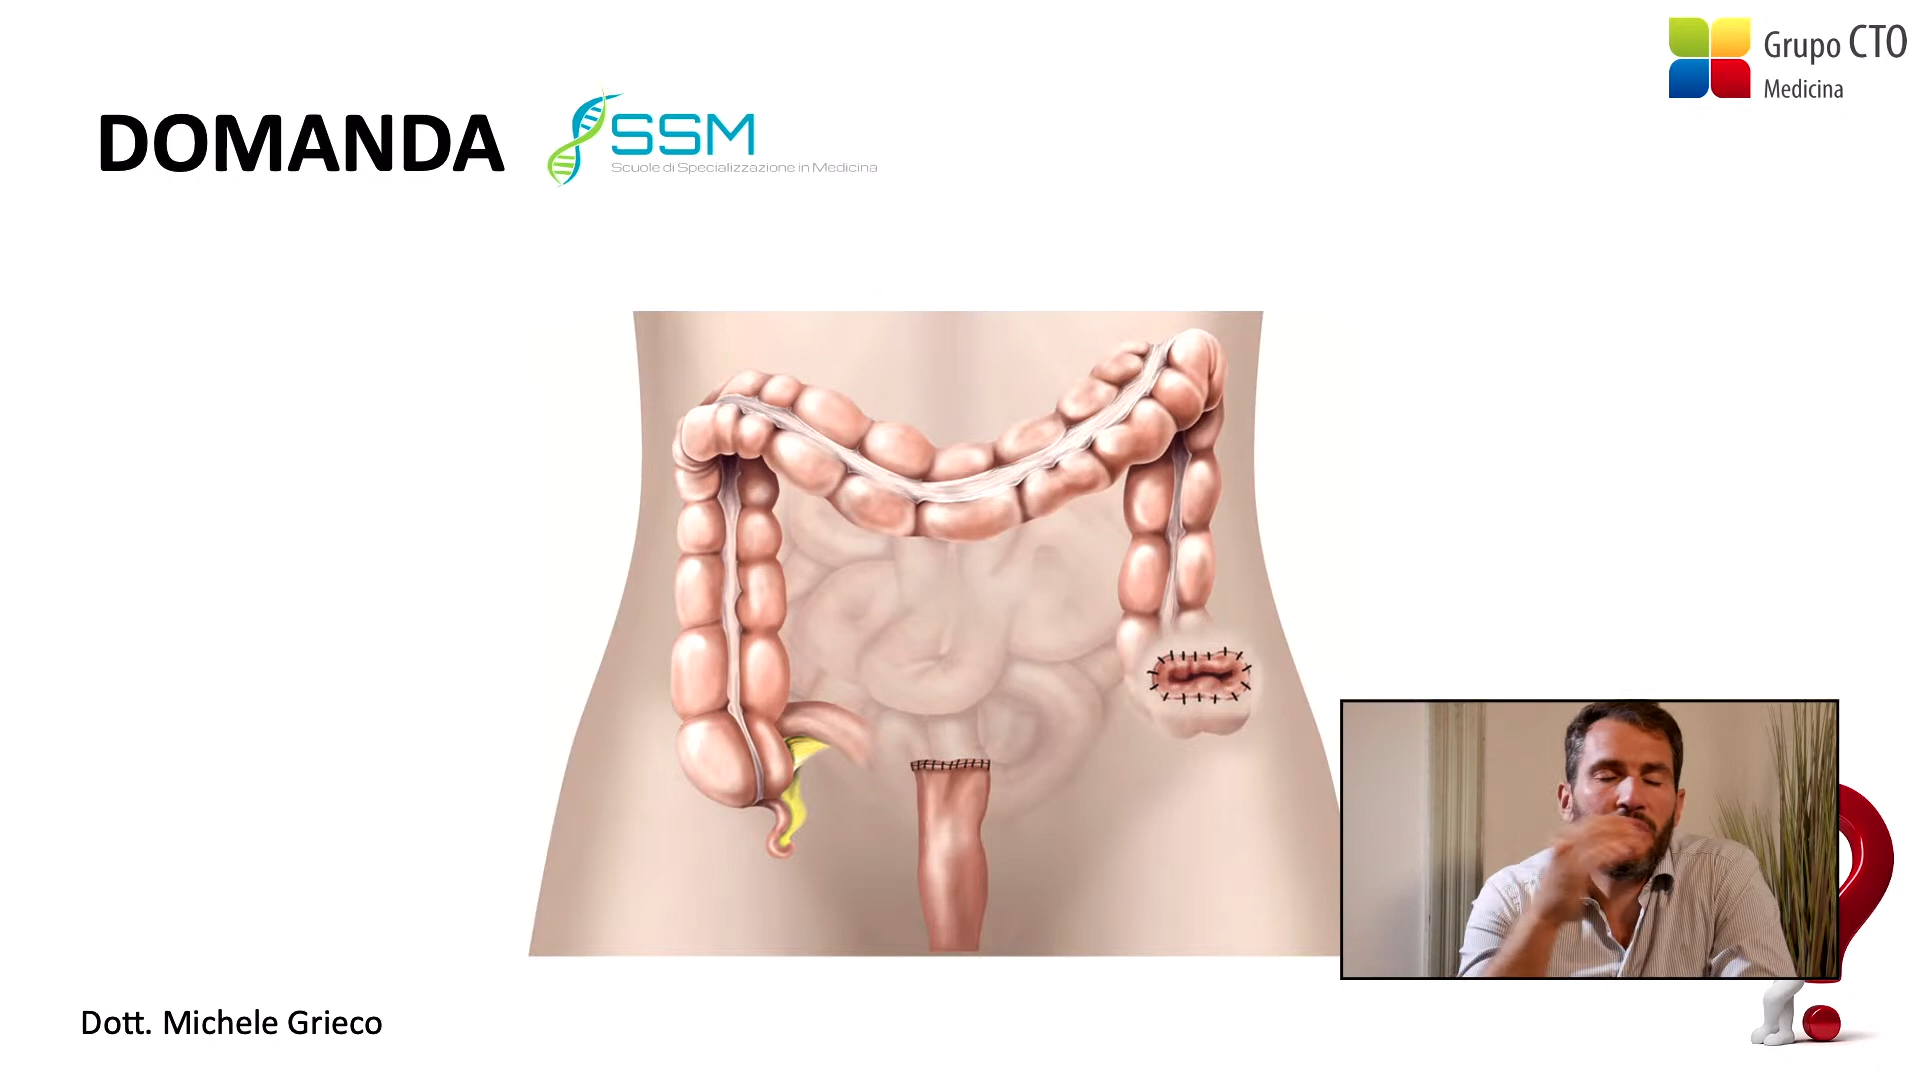 Grupo CTO
Medicina
DOMANDA
SSM
Scuole di Specializzazione in Medicina
Dott. Michele Grieco